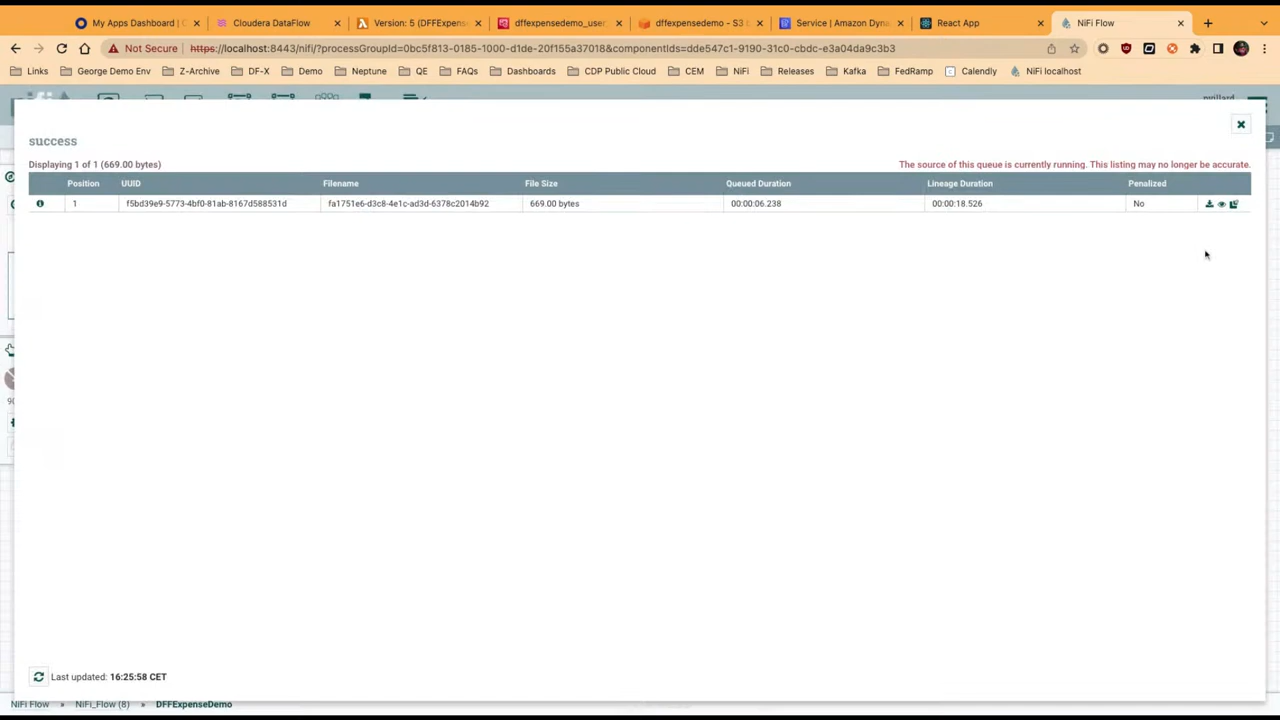 My Apps Dashboard | C
Cloudera DataFlow
Version: 5 (DFFExpens
dffexpensedemo_use
dffexpensedemo - S3 b
Service | Amazon Dyna
React App
NiFi Flow
Not Secure
https://localhost:8443/nifi/?processGroupId=0bc5f813-0185-1000-d1de-20f155a37018&componentIds=dde547c1-9190-31c0-cbdc-e3a04da9c3b3
Links
George Demo Env
Z-Archive
DF-X
Demo
Neptune
QE
FAQs
Dashboards
CDP Public Cloud
CEM
NiFi
Releases
Kafka
FedRamp
Calendly
NiFi localhost
success
Displaying 1 of 1 (669.00 bytes)
The source of this queue is currently running. This listing may no longer be accurate.
Position UUID Filename File Size Queued Duration Lineage Duration Penalized
1 f5bd39e9-5773-4bf0-81ab-8167d588531d fa1751e6-d3c8-4e1c-ad3d-6378c2014b92 669.00 bytes 00:00:06.238 00:00:18.526 No
Last updated: 16:25:58 CET
NiFi Flow » NiFi_Flow (8) » DFFExpenseDemo